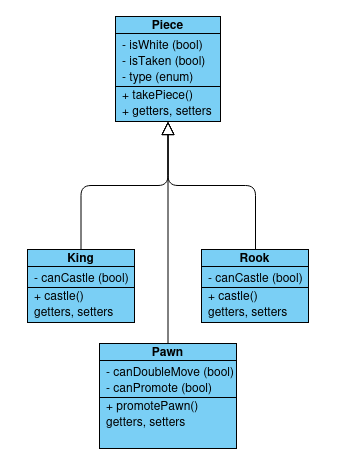 Piece
- isWhite (bool)
- isTaken (bool)
- type (enum)
+ takePiece()
+ getters, setters
King
- canCastle (bool)
+ castle()
getters, setters
Rook
- canCastle (bool)
+ castle()
getters, setters
Pawn
- canDoubleMove (bool)
- canPromote (bool)
+ promotePawn()
getters, setters